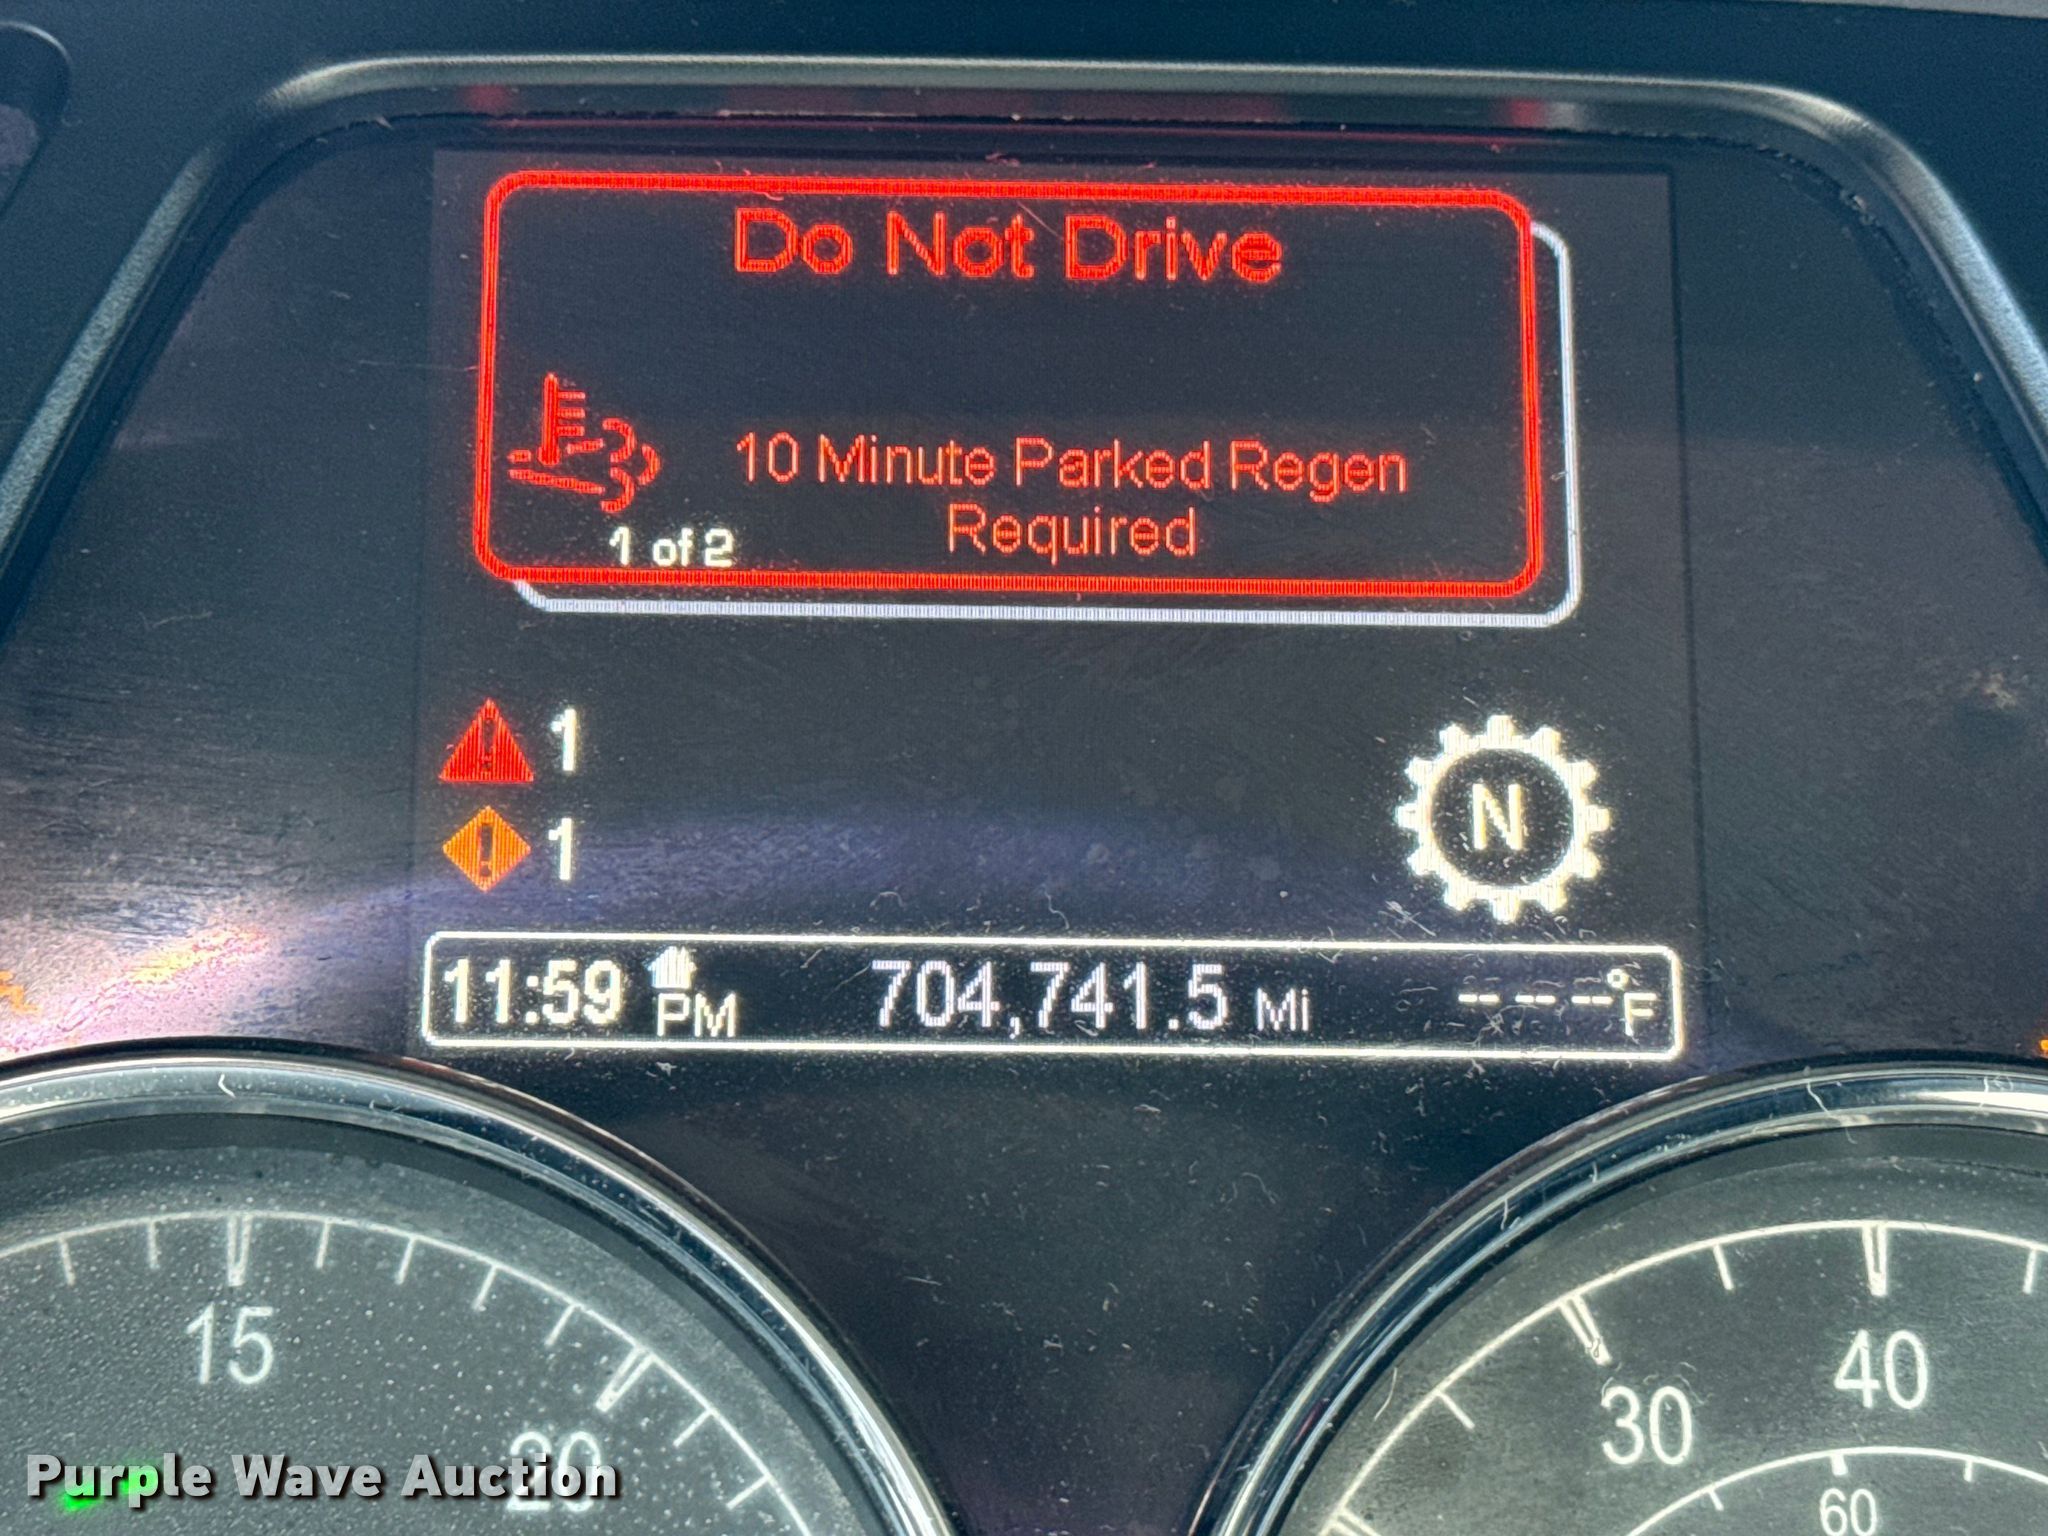 Do Not Drive
10 Minute Parked Regen
Required
1 of 2
1
1
N
11:59 PM 704,741.5 Mi -- -- --°F
15
20
30
40
60
Purple Wave Auction